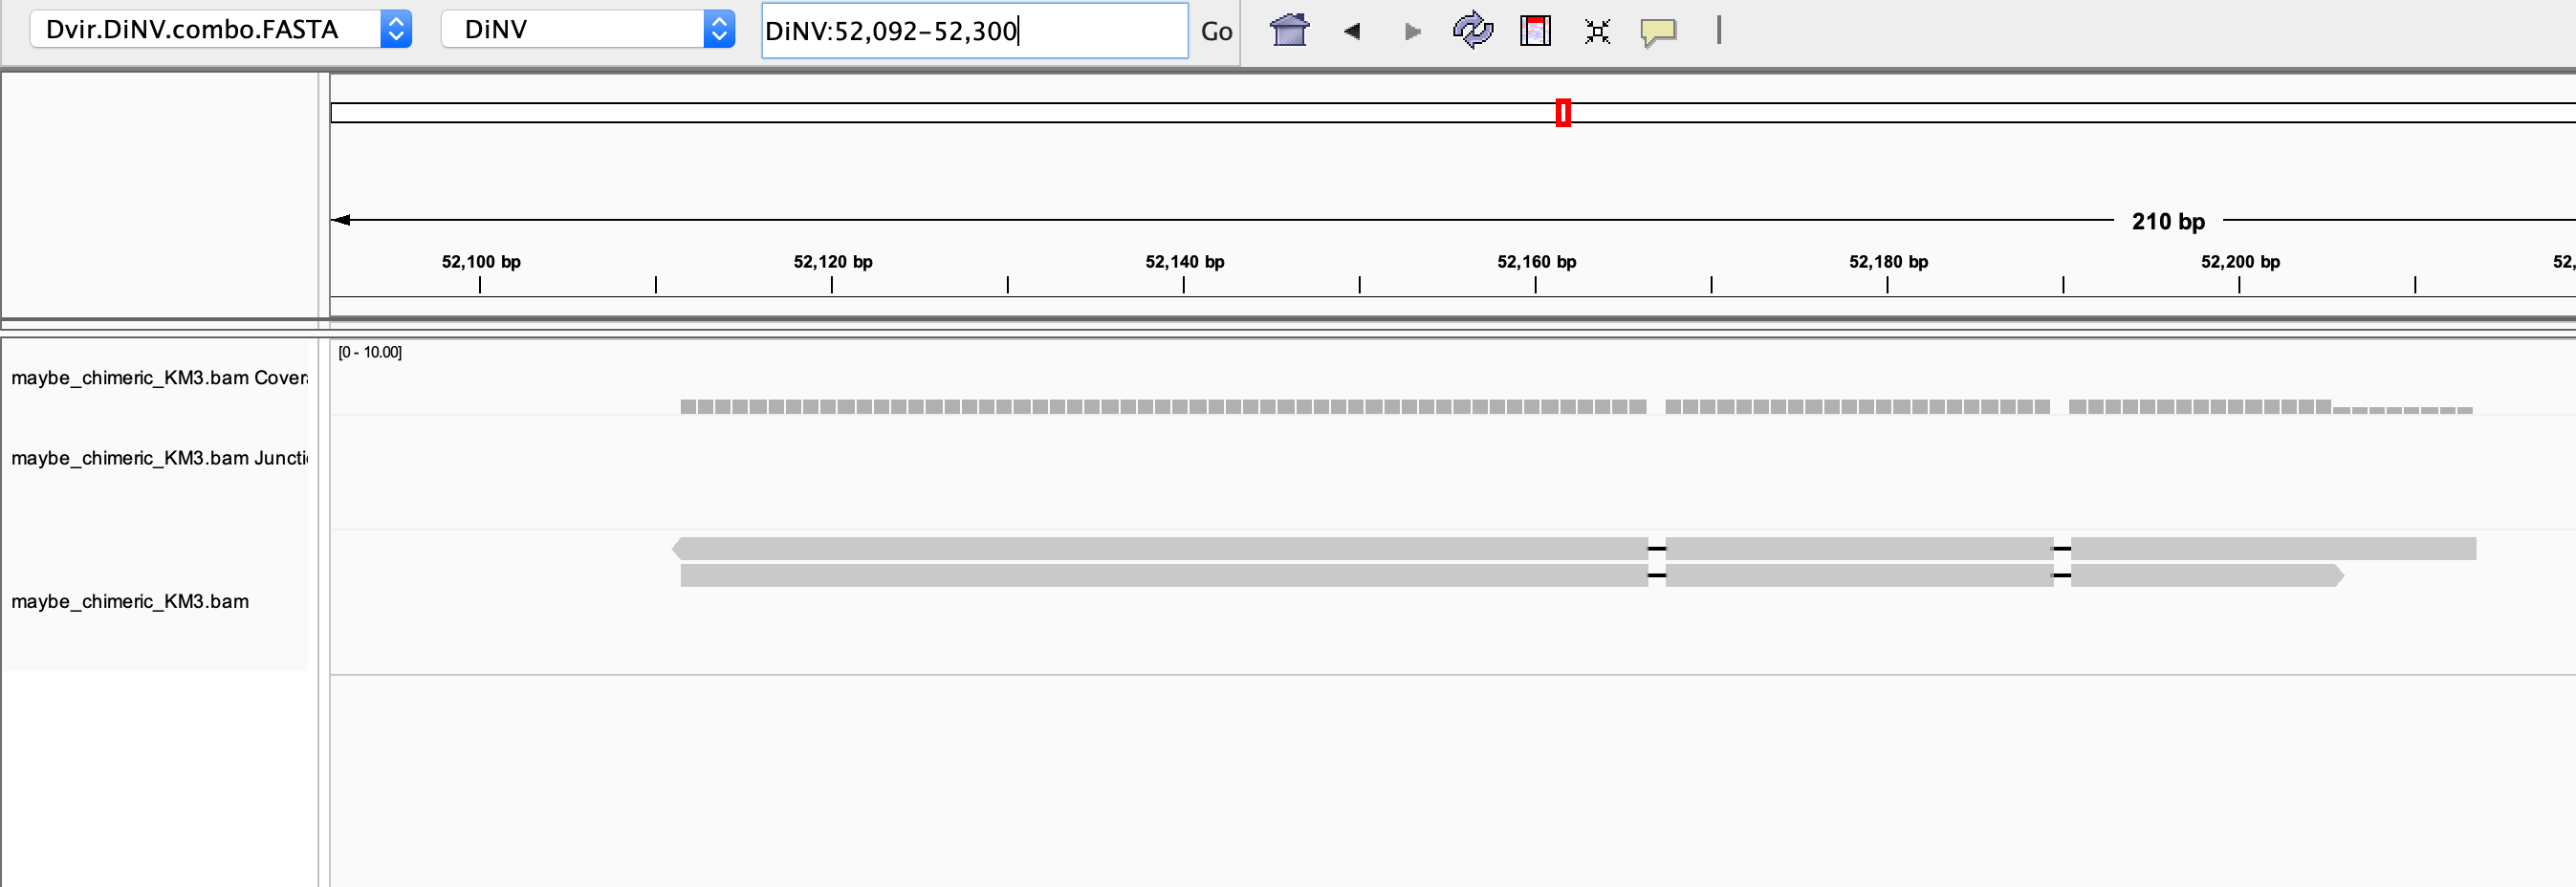 Dvir.DiNV.combo.FASTA DiNV DiNV:52,092-52,300 Go
210 bp
52,100 bp 52,120 bp 52,140 bp 52,160 bp 52,180 bp 52,200 bp 52,
[0 - 10.00]
maybe_chimeric_KM3.bam Cover
maybe_chimeric_KM3.bam Juncti
maybe_chimeric_KM3.bam